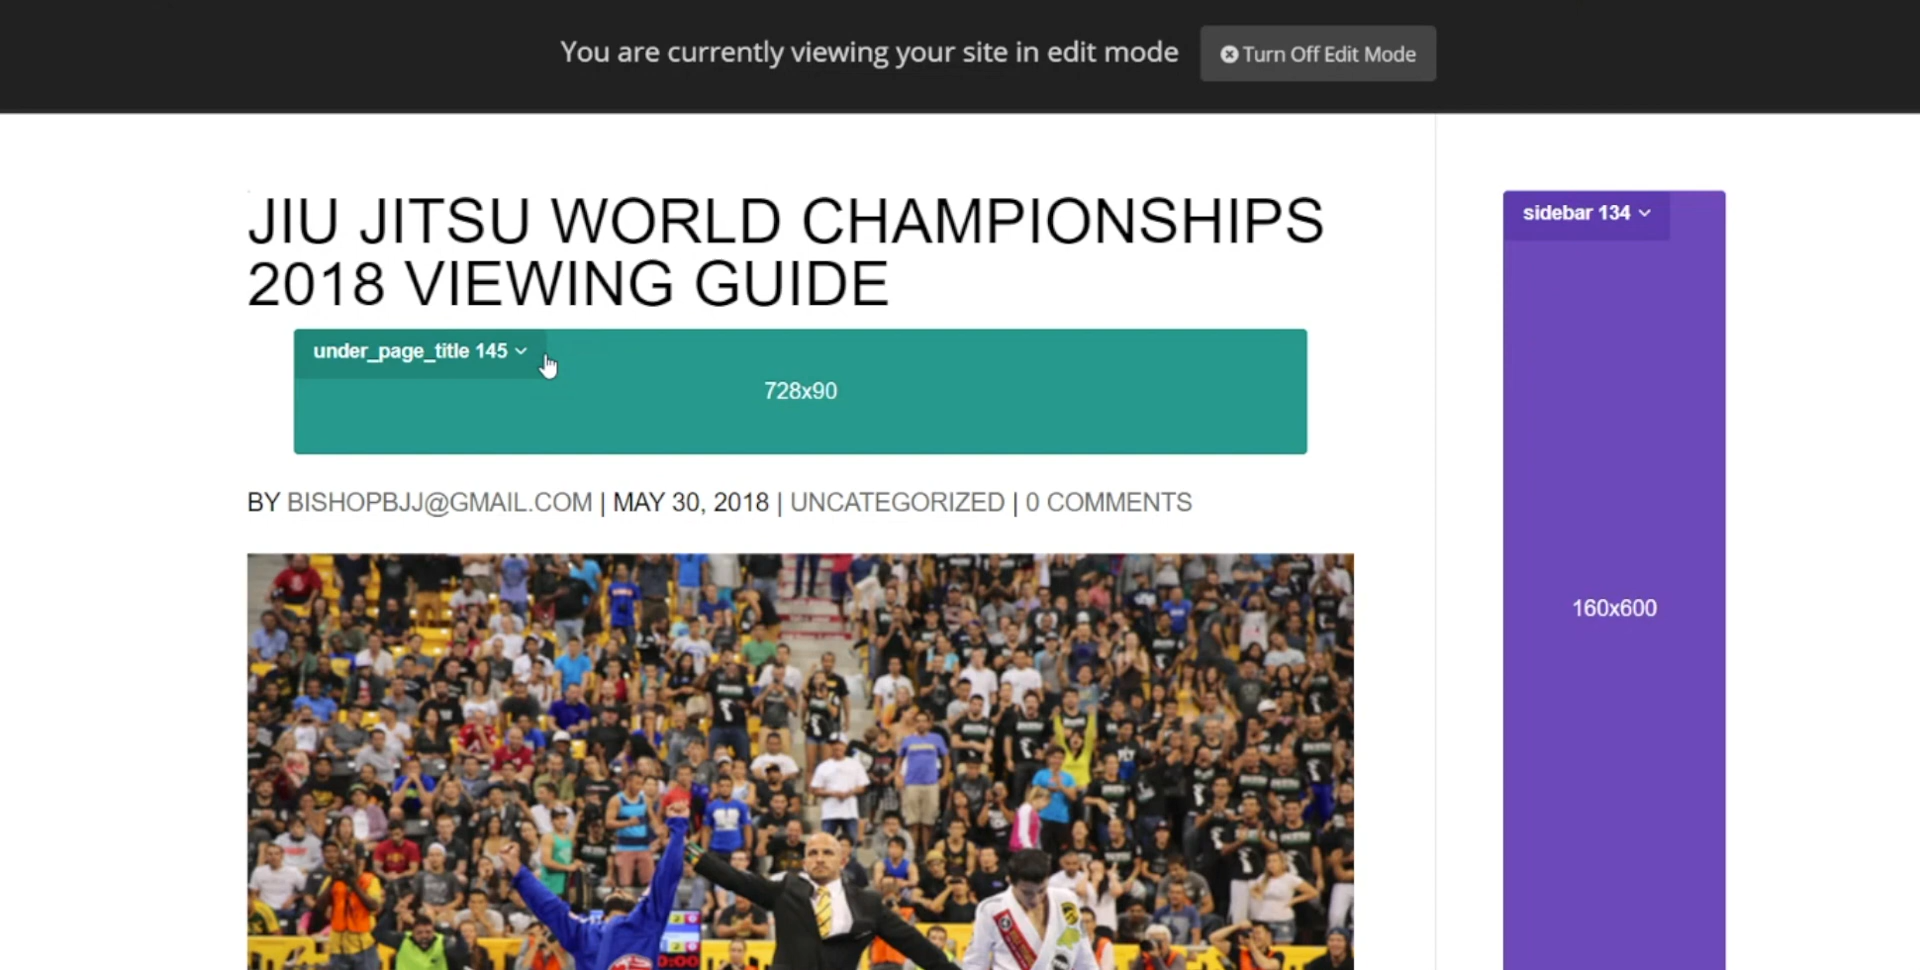 You are currently viewing your site in edit mode
Turn Off Edit Mode
JIU JITSU WORLD CHAMPIONSHIPS
2018 VIEWING GUIDE
sidebar 134
under_page_title 145
728x90
BY BISHOPBJJ@GMAIL.COM | MAY 30, 2018 | UNCATEGORIZED | 0 COMMENTS
160x600